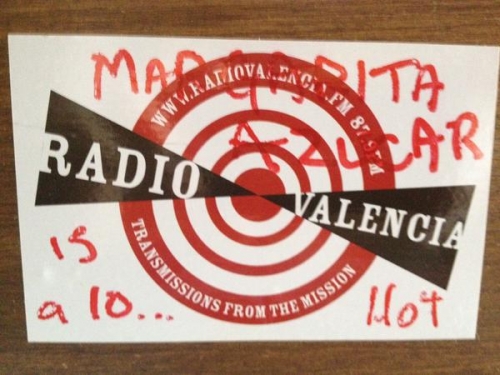 MARGARITA
AZUCAR
WWW.RADIOVALENCIA.FM 87.9FM
RADIO
VALENCIA
TRANSMISSIONS FROM THE MISSION
is
a 10...
Hot